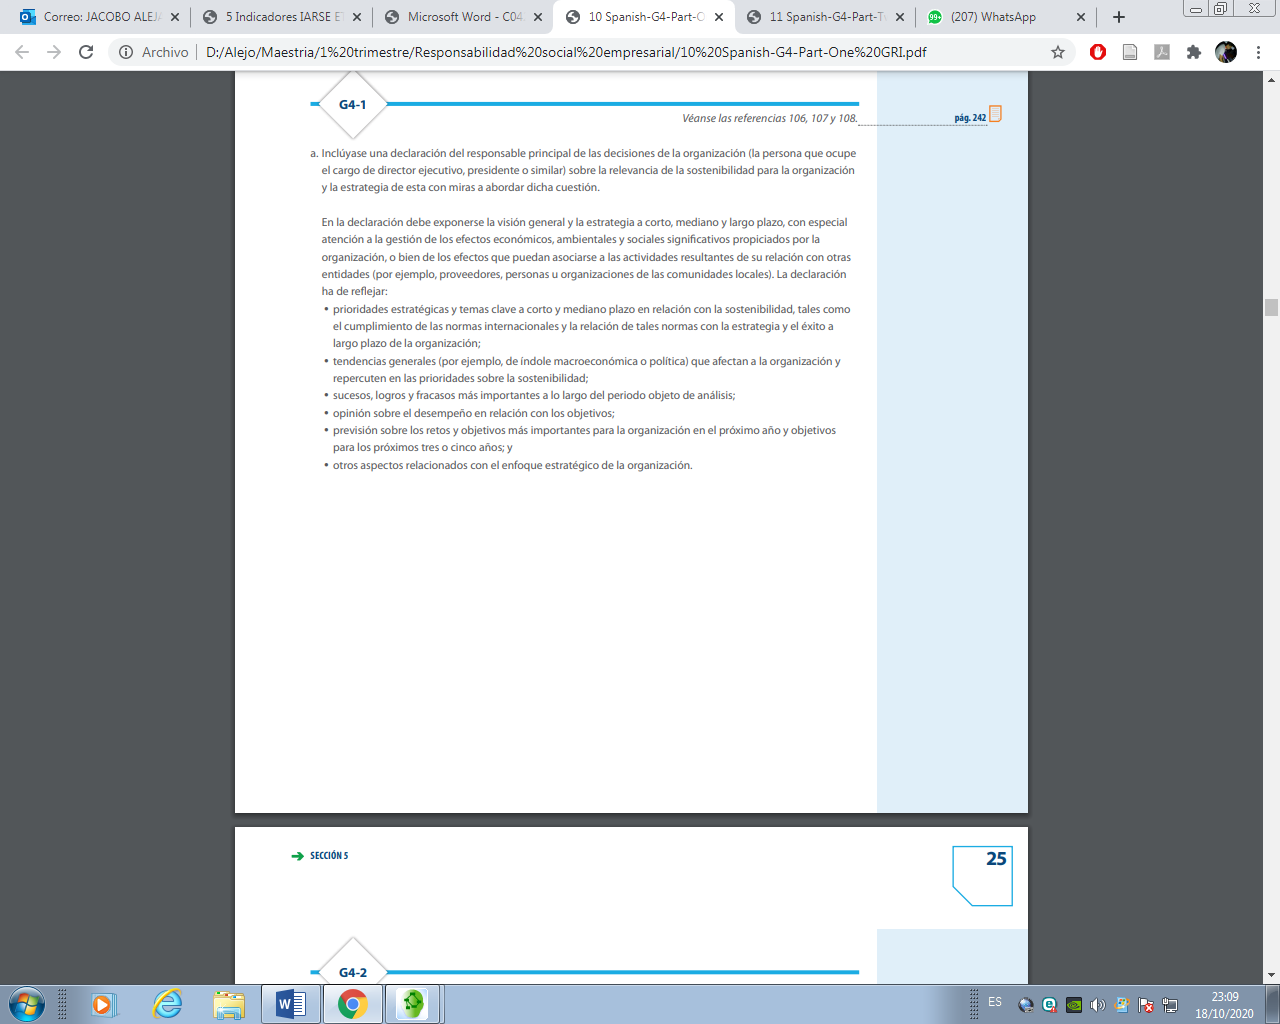 Correo: JACOBO ALEJA
5 Indicadores IARSE ET
Microsoft Word - C04
10 Spanish-G4-Part-O
11 Spanish-G4-Part-Tw
99+
(207) WhatsApp
Archivo
D:/Alejo/Maestria/1%20trimestre/Responsabilidad%20social%20empresarial/10%20Spanish-G4-Part-One%20GRI.pdf
G4-1
Véanse las referencias 106, 107 y 108.
pág. 242
a. Inclúyase una declaración del responsable principal de las decisiones de la organización (la persona que ocupe
el cargo de director ejecutivo, presidente o similar) sobre la relevancia de la sostenibilidad para la organización
y la estrategia de esta con miras a abordar dicha cuestión.
En la declaración debe exponerse la visión general y la estrategia a corto, mediano y largo plazo, con especial
atención a la gestión de los efectos económicos, ambientales y sociales significativos propiciados por la
organización, o bien de los efectos que puedan asociarse a las actividades resultantes de su relación con otras
entidades (por ejemplo, proveedores, personas u organizaciones de las comunidades locales). La declaración
ha de reflejar:
• prioridades estratégicas y temas clave a corto y mediano plazo en relación con la sostenibilidad, tales como
el cumplimiento de las normas internacionales y la relación de tales normas con la estrategia y el éxito a
largo plazo de la organización;
• tendencias generales (por ejemplo, de índole macroeconómica o política) que afectan a la organización y
repercuten en las prioridades sobre la sostenibilidad;
• sucesos, logros y fracasos más importantes a lo largo del periodo objeto de análisis;
• opinión sobre el desempeño en relación con los objetivos;
• previsión sobre los retos y objetivos más importantes para la organización en el próximo año y objetivos
para los próximos tres o cinco años; y
• otros aspectos relacionados con el enfoque estratégico de la organización.
SECCIÓN 5
25
G4-2
ES
23:09
18/10/2020